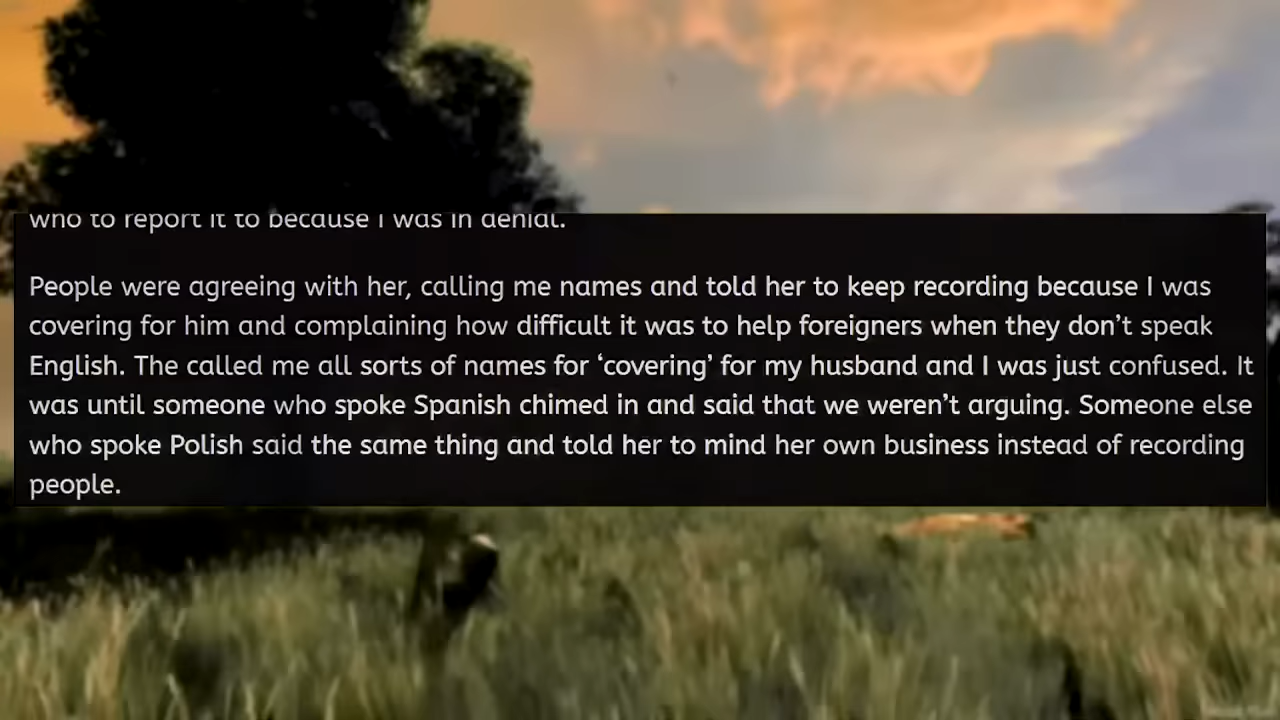 who to report it to because I was in denial.
People were agreeing with her, calling me names and told her to keep recording because I was
covering for him and complaining how difficult it was to help foreigners when they don’t speak
English. The called me all sorts of names for ‘covering’ for my husband and I was just confused. It
was until someone who spoke Spanish chimed in and said that we weren’t arguing. Someone else
who spoke Polish said the same thing and told her to mind her own business instead of recording
people.